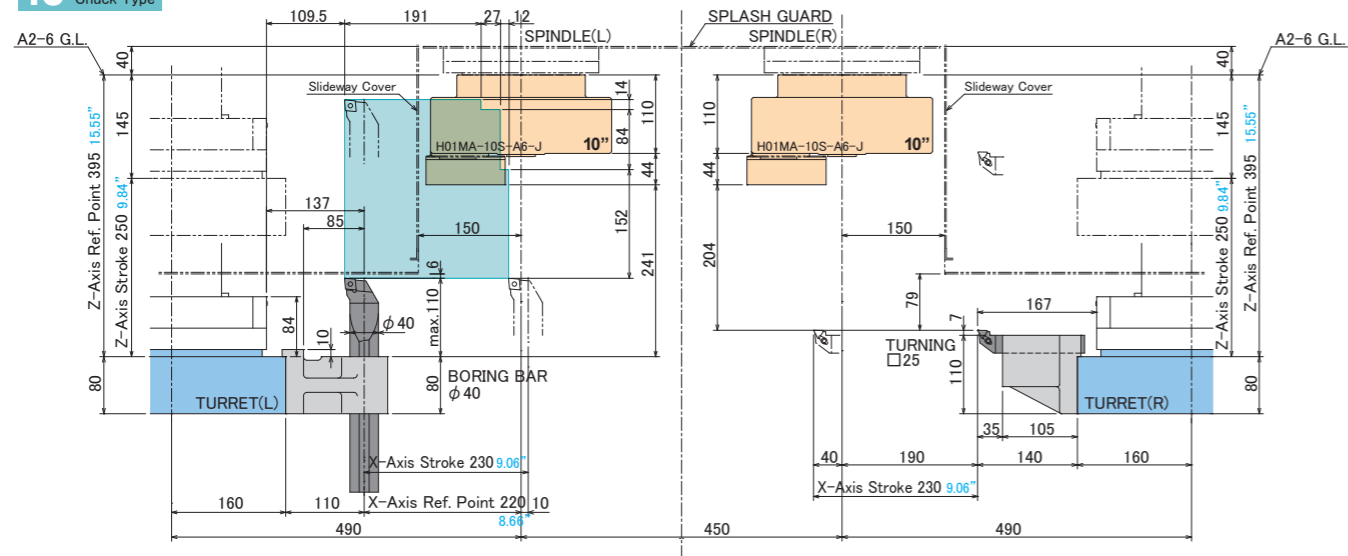 10" Chuck Type
109.5
191
27
12
SPLASH GUARD
SPINDLE(L)
SPINDLE(R)
A2-6 G.L.
A2-6 G.L.
40
40
Slideway Cover
Slideway Cover
14
110
110
84
145
145
H01MA-10S-A6-J
10"
H01MA-10S-A6-J
10"
44
44
Z-Axis Ref. Point 395 15.55"
Z-Axis Stroke 250 9.84"
Z-Axis Stroke 250 9.84"
Z-Axis Ref. Point 395 15.55"
137
85
150
150
152
241
204
6
max.110
79
167
84
10
φ40
7
TURNING
□25
110
80
80
80
BORING BAR
φ40
TURRET(L)
TURRET(R)
35
105
X-Axis Stroke 230 9.06"
40
190
140
160
X-Axis Stroke 230 9.06"
160
110
X-Axis Ref. Point 220
8.66"
10
490
450
490